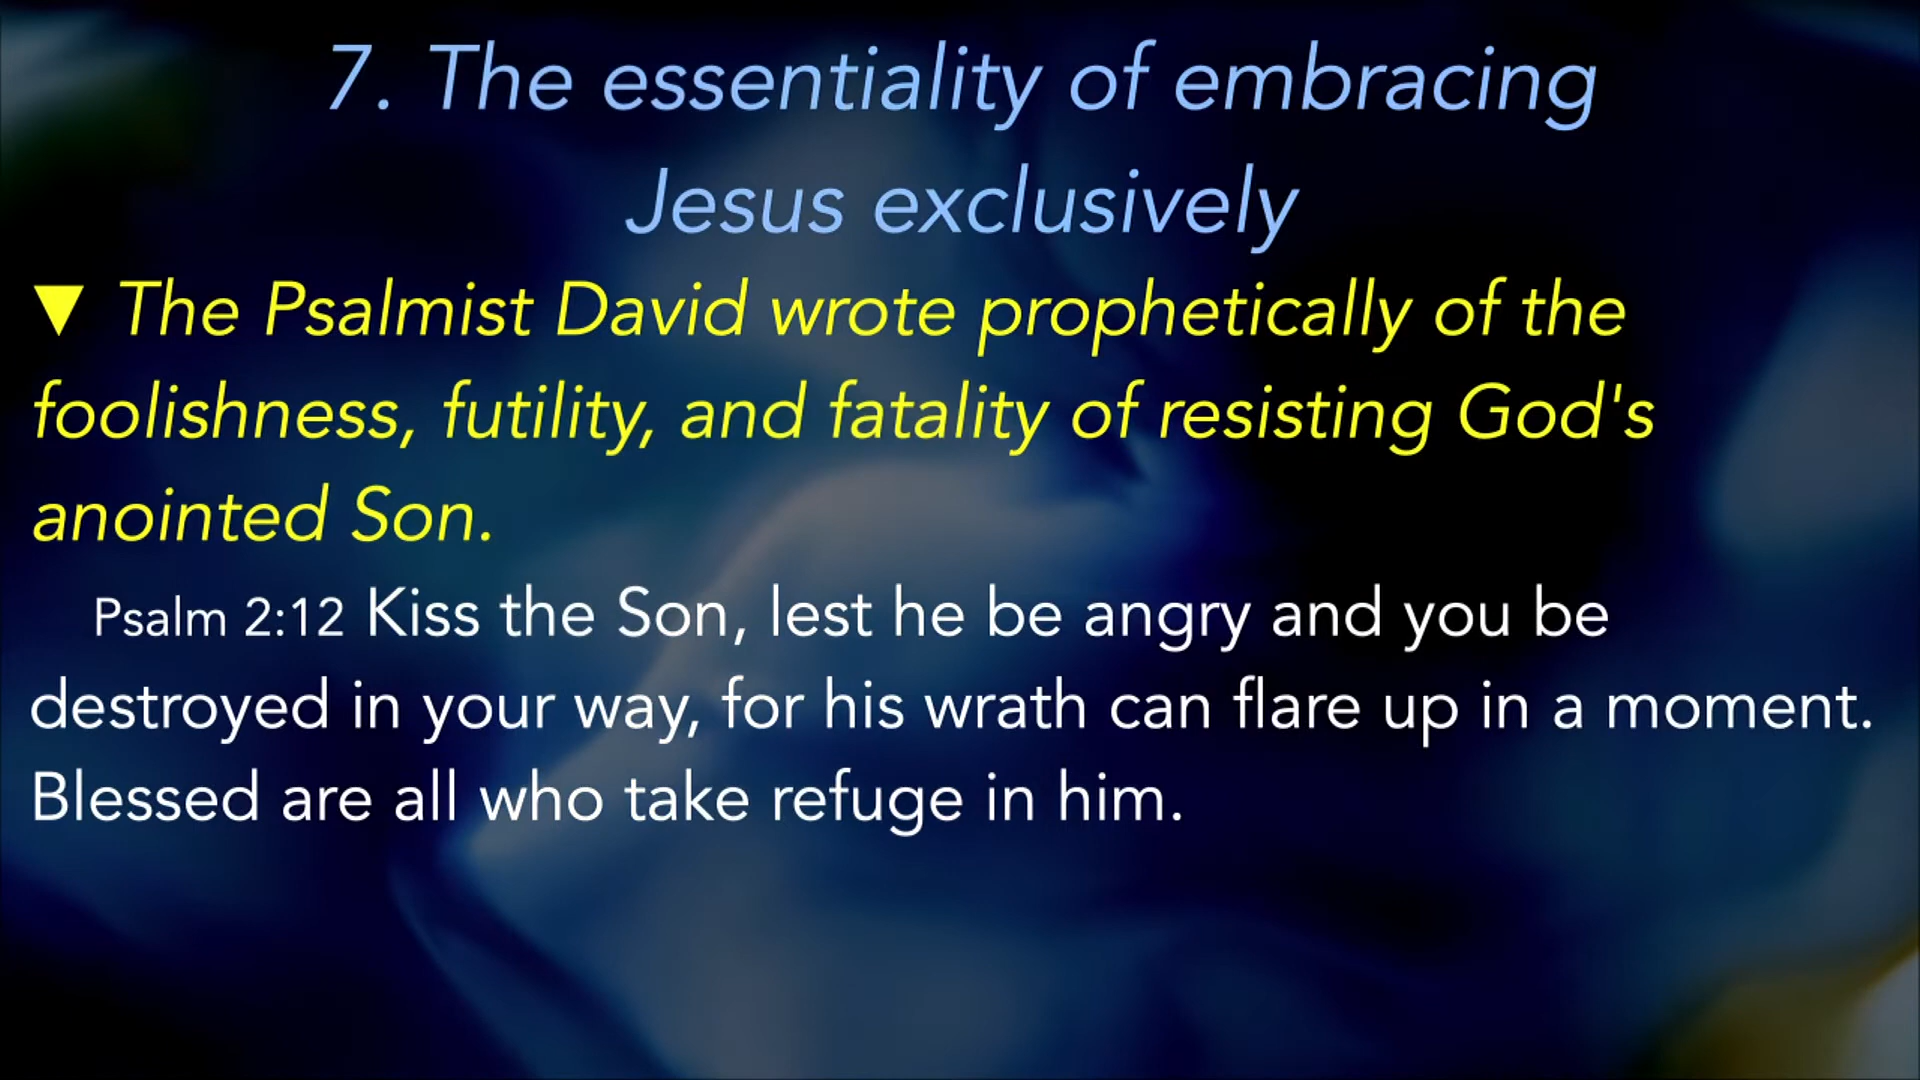 7. The essentiality of embracing
Jesus exclusively
▼ The Psalmist David wrote prophetically of the
foolishness, futility, and fatality of resisting God's
anointed Son.
Psalm 2:12 Kiss the Son, lest he be angry and you be
destroyed in your way, for his wrath can flare up in a moment.
Blessed are all who take refuge in him.